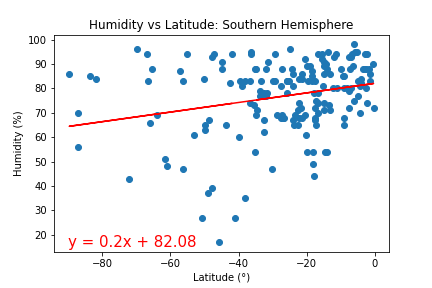 Humidity vs Latitude: Southern Hemisphere
100
90
80
70
60
50
40
30
20
Humidity (%)
y = 0.2x + 82.08
−80 −60 −40 −20 0
Latitude (°)